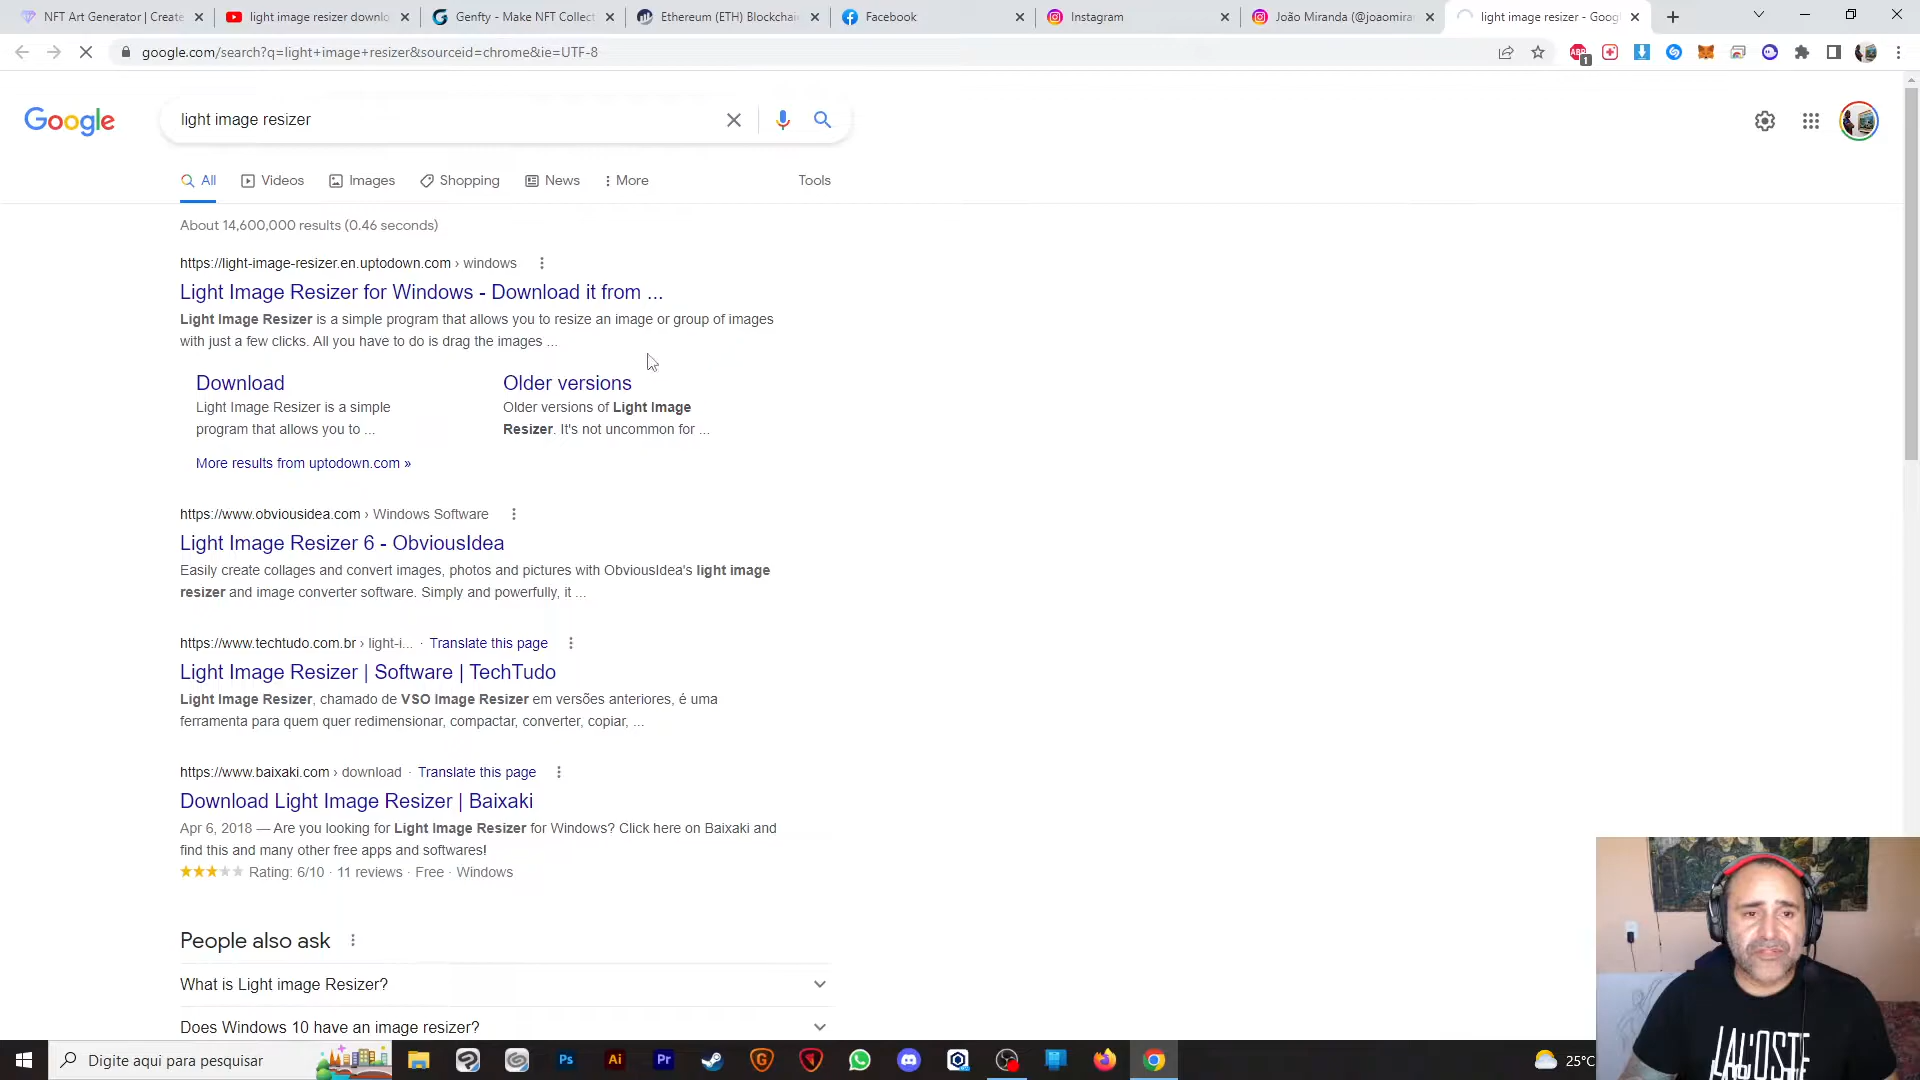 NFT Art Generator | Create
light image resizer downlo
Genfty - Make NFT Collect
Ethereum (ETH) Blockchai
Facebook
Instagram
João Miranda (@joaomirar
light image resizer - Goog
google.com/search?q=light+image+resizer&sourceid=chrome&ie=UTF-8
ABP
1
Google
light image resizer
All
Videos
Images
Shopping
News
More
Tools
About 14,600,000 results (0.46 seconds)
https://light-image-resizer.en.uptodown.com › windows
Light Image Resizer for Windows - Download it from ...
Light Image Resizer is a simple program that allows you to resize an image or group of images
with just a few clicks. All you have to do is drag the images ...
Download
Older versions
Light Image Resizer is a simple
program that allows you to ...
Older versions of Light Image
Resizer. It's not uncommon for ...
More results from uptodown.com »
https://www.obviousidea.com › Windows Software
Light Image Resizer 6 - ObviousIdea
Easily create collages and convert images, photos and pictures with ObviousIdea's light image
resizer and image converter software. Simply and powerfully, it ...
https://www.techtudo.com.br › light-i... · Translate this page
Light Image Resizer | Software | TechTudo
Light Image Resizer, chamado de VSO Image Resizer em versões anteriores, é uma
ferramenta para quem quer redimensionar, compactar, converter, copiar, ...
https://www.baixaki.com › download · Translate this page
Download Light Image Resizer | Baixaki
Apr 6, 2018 — Are you looking for Light Image Resizer for Windows? Click here on Baixaki and
find this and many other free apps and softwares!
Rating: 6/10 · 11 reviews · Free · Windows
People also ask
What is Light image Resizer?
Does Windows 10 have an image resizer?
LACOSTE
Digite aqui para pesquisar
Ps
Ai
Pr
25°C